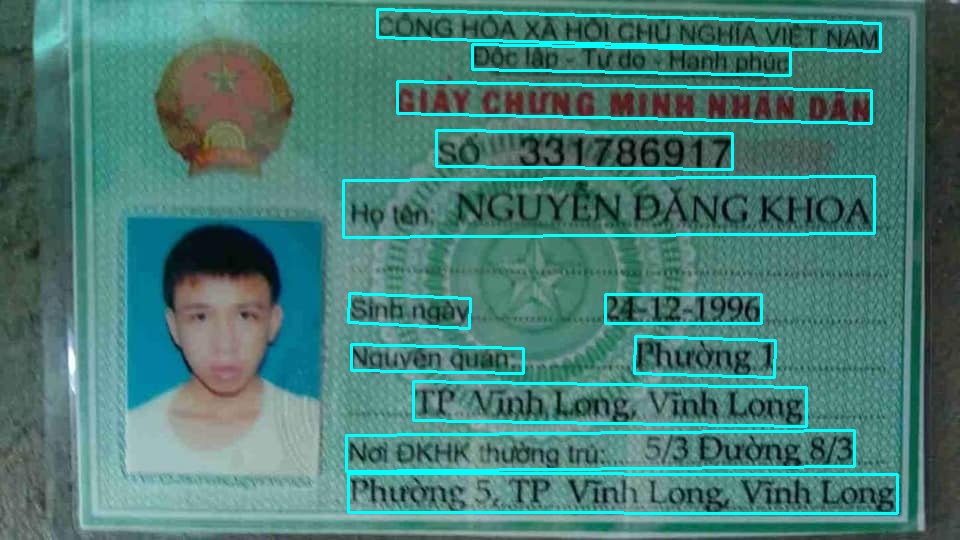 CỘNG HÒA XÃ HỘI CHỦ NGHĨA VIỆT NAM
Độc lập - Tự do - Hạnh phúc
GIẤY CHỨNG MINH NHÂN DÂN
SỐ 331786917
Họ tên: NGUYỄN ĐĂNG KHOA
Sinh ngày 24-12-1996
Nguyên quán: Phường 1
TP Vĩnh Long, Vĩnh Long
Nơi ĐKHK thường trú: 5/3 Đường 8/3
Phường 5, TP Vĩnh Long, Vĩnh Long